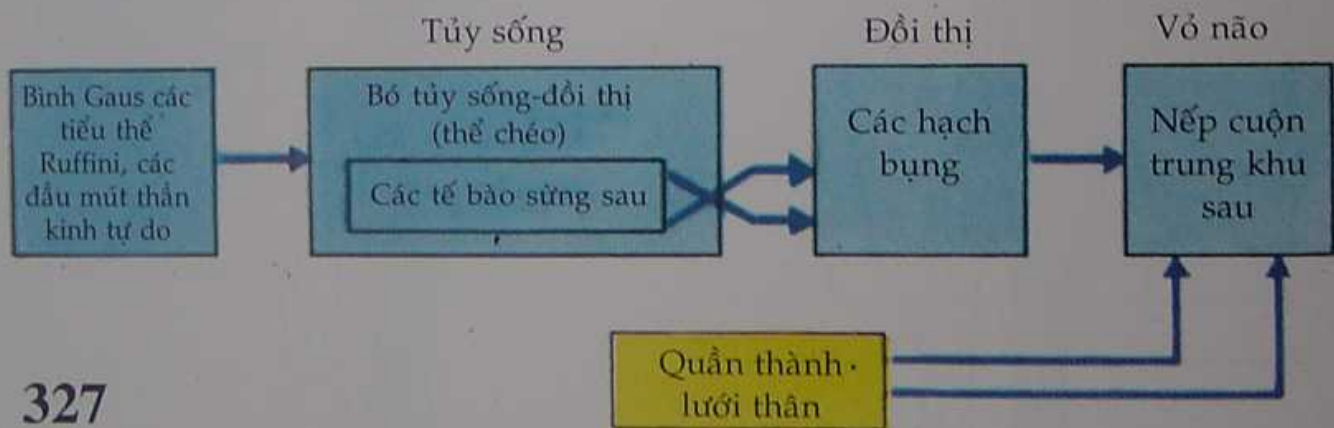 Tủy sống
Đồi thị
Vỏ não
Bình Gaus các
tiểu thể
Ruffini, các
đầu mút thần
kinh tự do
Bó tủy sống-đồi thị
(thể chéo)
Các tế bào sừng sau
Các hạch
bụng
Nếp cuộn
trung khu
sau
Quần thành
lưới thân
327